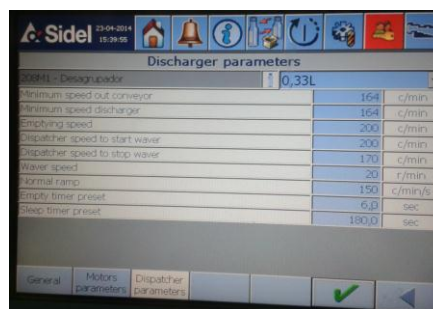 Sidel 23-04-2014
15:39:55
Discharger parameters
208M1 - Desagrupador 0,33L
Minimum speed out conveyor 164 c/min
Minimum speed discharger 164 c/min
Emptying speed 200 c/min
Dispatcher speed to start waver 200 c/min
Dispatcher speed to stop waver 170 c/min
Waver speed 20 r/min
Normal ramp 150 c/min/s
Empty timer preset 6,0 sec
Sleep timer preset 180,0 sec
General Motors parameters Dispatcher parameters